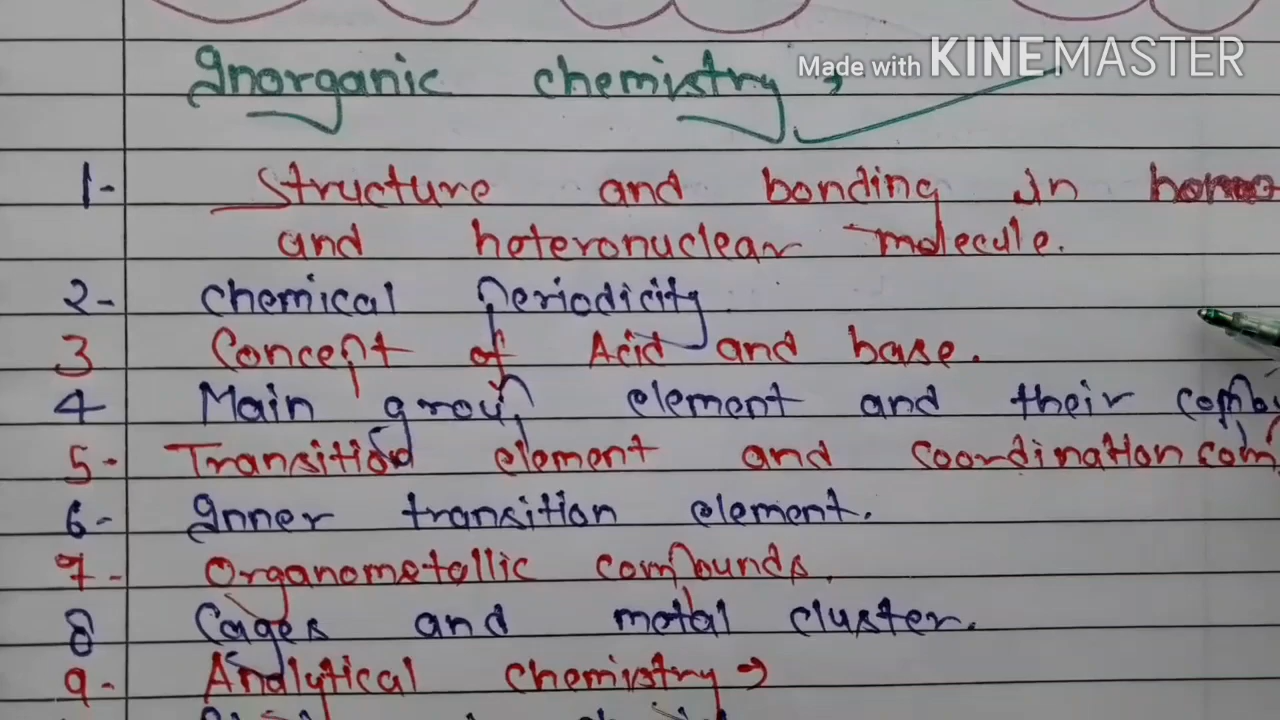 Inorganic chemistry,
Made with KINEMASTER
1- Structure and bonding in homo
and heteronuclear molecule.
2- Chemical Periodicity
3 Concept of Acid and base.
4 Main group element and their
5- Transition element and Coordination com
6- Inner transition element.
7- Organometallic compounds.
8 Cages and metal cluster.
9- Analytical chemistry